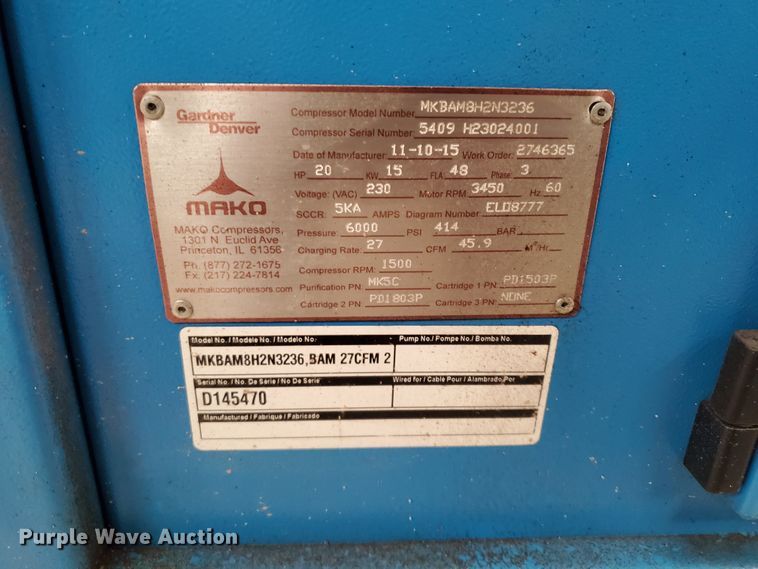 Gardner Denver
Compressor Model Number MKBAM8H2N3236
Compressor Serial Number 5409 H23024001
Date of Manufacturer 11-10-15 Work Order: 2746365
HP 20 KW 15 FLA 48 Phase 3
Voltage: (VAC) 230 Motor RPM 3450 Hz 60
SCCR: 5KA AMPS Diagram Number ELD8777
Pressure 6000 PSI 414 BAR
Charging Rate: 27 CFM 45.9 M³/Hr
Compressor RPM: 1500
Purification PN: MK5C Cartridge 1 PN: PD1503P
Cartridge 2 PN: PD1803P Cartridge 3 PN: NONE
MAKO
MAKO Compressors,
1301 N. Euclid Ave
Princeton, IL 61356
Ph. (877) 272-1675
Fx. (217) 224-7814
www.makocompressors.com
Model No. / Modele No. / Modelo No. Pump No. / Pompe No. / Bomba No.
MKBAM8H2N3236,BAM 27CFM 2
Serial No. / No. De Serie / No De Serie Wired for / Cable Pour / Alambrado Por
D145470
Manufactured / Fabrique / Fabricado
Purple Wave Auction